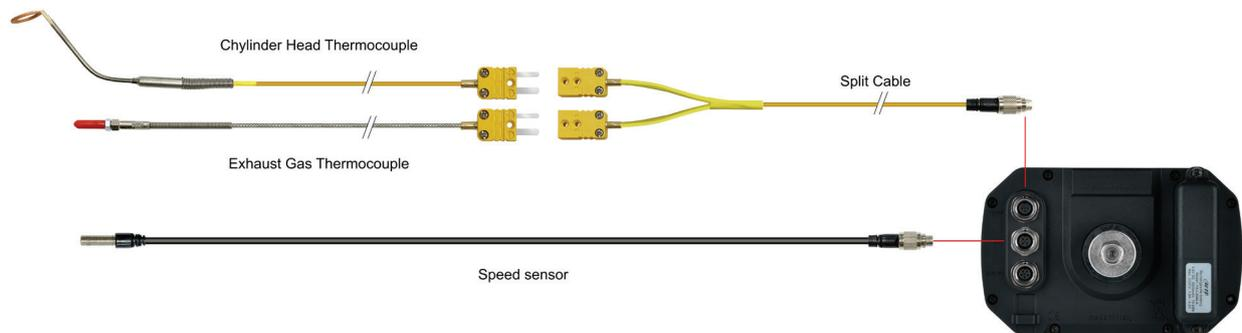 Chylinder Head Thermocouple
Split Cable
Exhaust Gas Thermocouple
Speed sensor